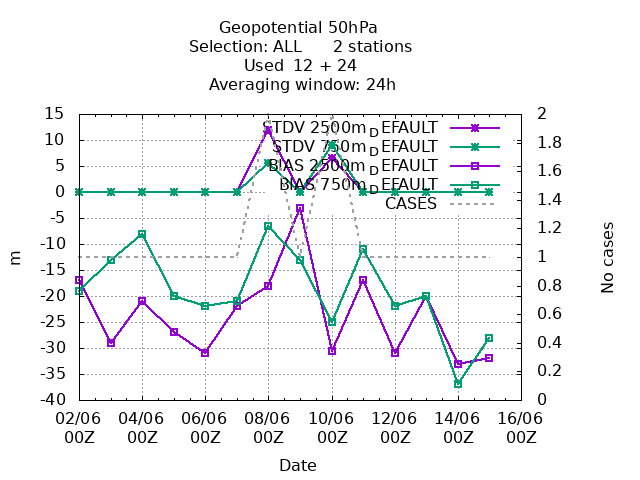 Geopotential 50hPa
Selection: ALL 2 stations
Used 12 + 24
Averaging window: 24h
15
10
5
0
-5
-10
-15
-20
-25
-30
-35
-40
m
STDV 2500m DEFAULT
STDV 750m DEFAULT
BIAS 2500m DEFAULT
BIAS 750m DEFAULT
CASES
2
1.8
1.6
1.4
1.2
1
0.8
0.6
0.4
0.2
0
No cases
02/06 04/06 06/06 08/06 10/06 12/06 14/06 16/06
00Z 00Z 00Z 00Z 00Z 00Z 00Z 00Z
Date